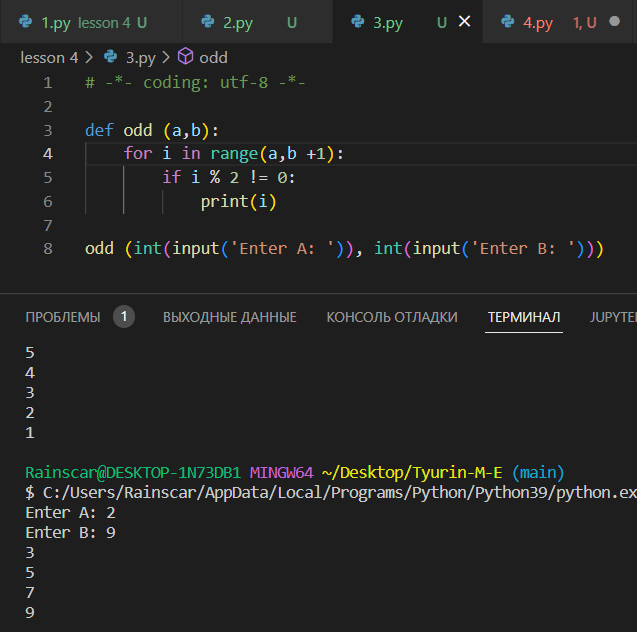 1.py lesson 4 U 2.py U 3.py U 4.py 1, U
lesson 4 > 3.py > odd
1 # -*- coding: utf-8 -*-
2
3 def odd (a,b):
4 for i in range(a,b +1):
5 if i % 2 != 0:
6 print(i)
7
8 odd (int(input('Enter A: ')), int(input('Enter B: ')))
ПРОБЛЕМЫ 1 ВЫХОДНЫЕ ДАННЫЕ КОНСОЛЬ ОТЛАДКИ ТЕРМИНАЛ JUPYTE
5
4
3
2
1
Rainscar@DESKTOP-1N73DB1 MINGW64 ~/Desktop/Tyurin-M-E (main)
$ C:/Users/Rainscar/AppData/Local/Programs/Python/Python39/python.ex
Enter A: 2
Enter B: 9
3
5
7
9